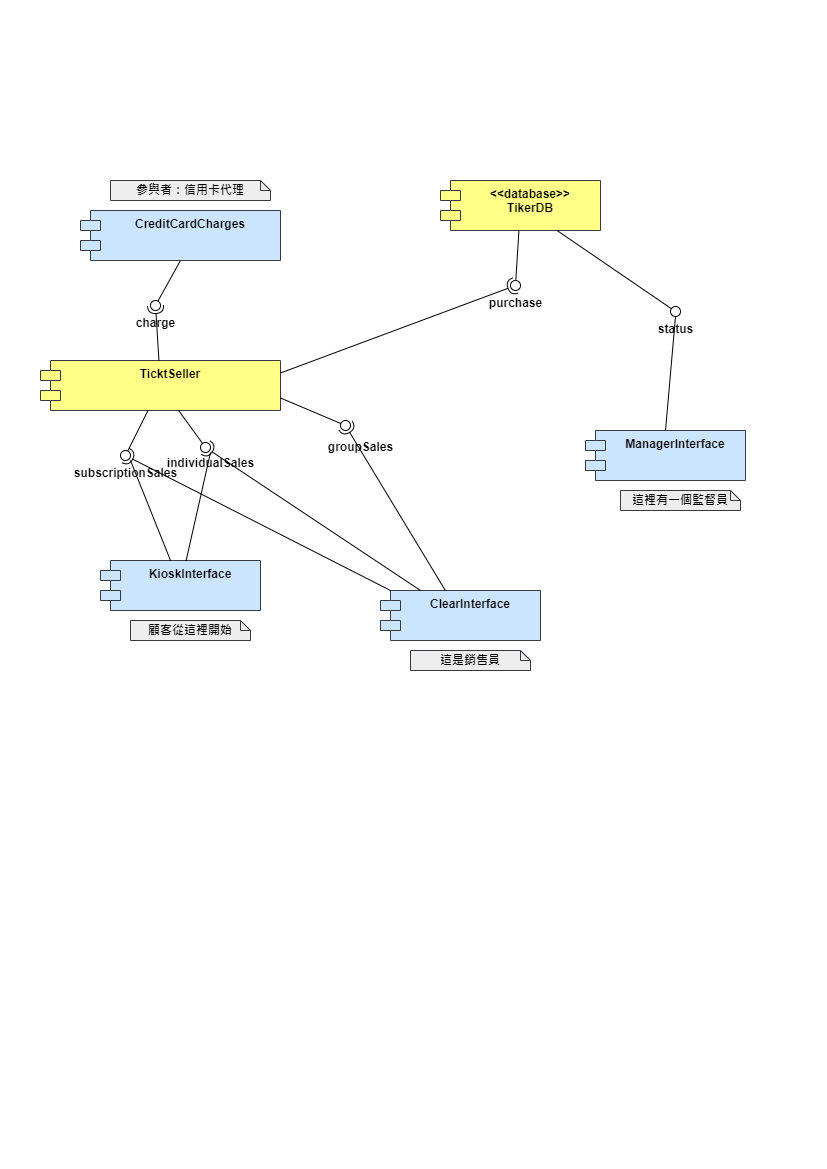 參與者：信用卡代理
CreditCardCharges
<<database>>
TikerDB
charge
purchase
status
TicktSeller
groupSales
individualSales
subscriptionSales
ManagerInterface
這裡有一個監督員
KioskInterface
顧客從這裡開始
ClearInterface
這是銷售員